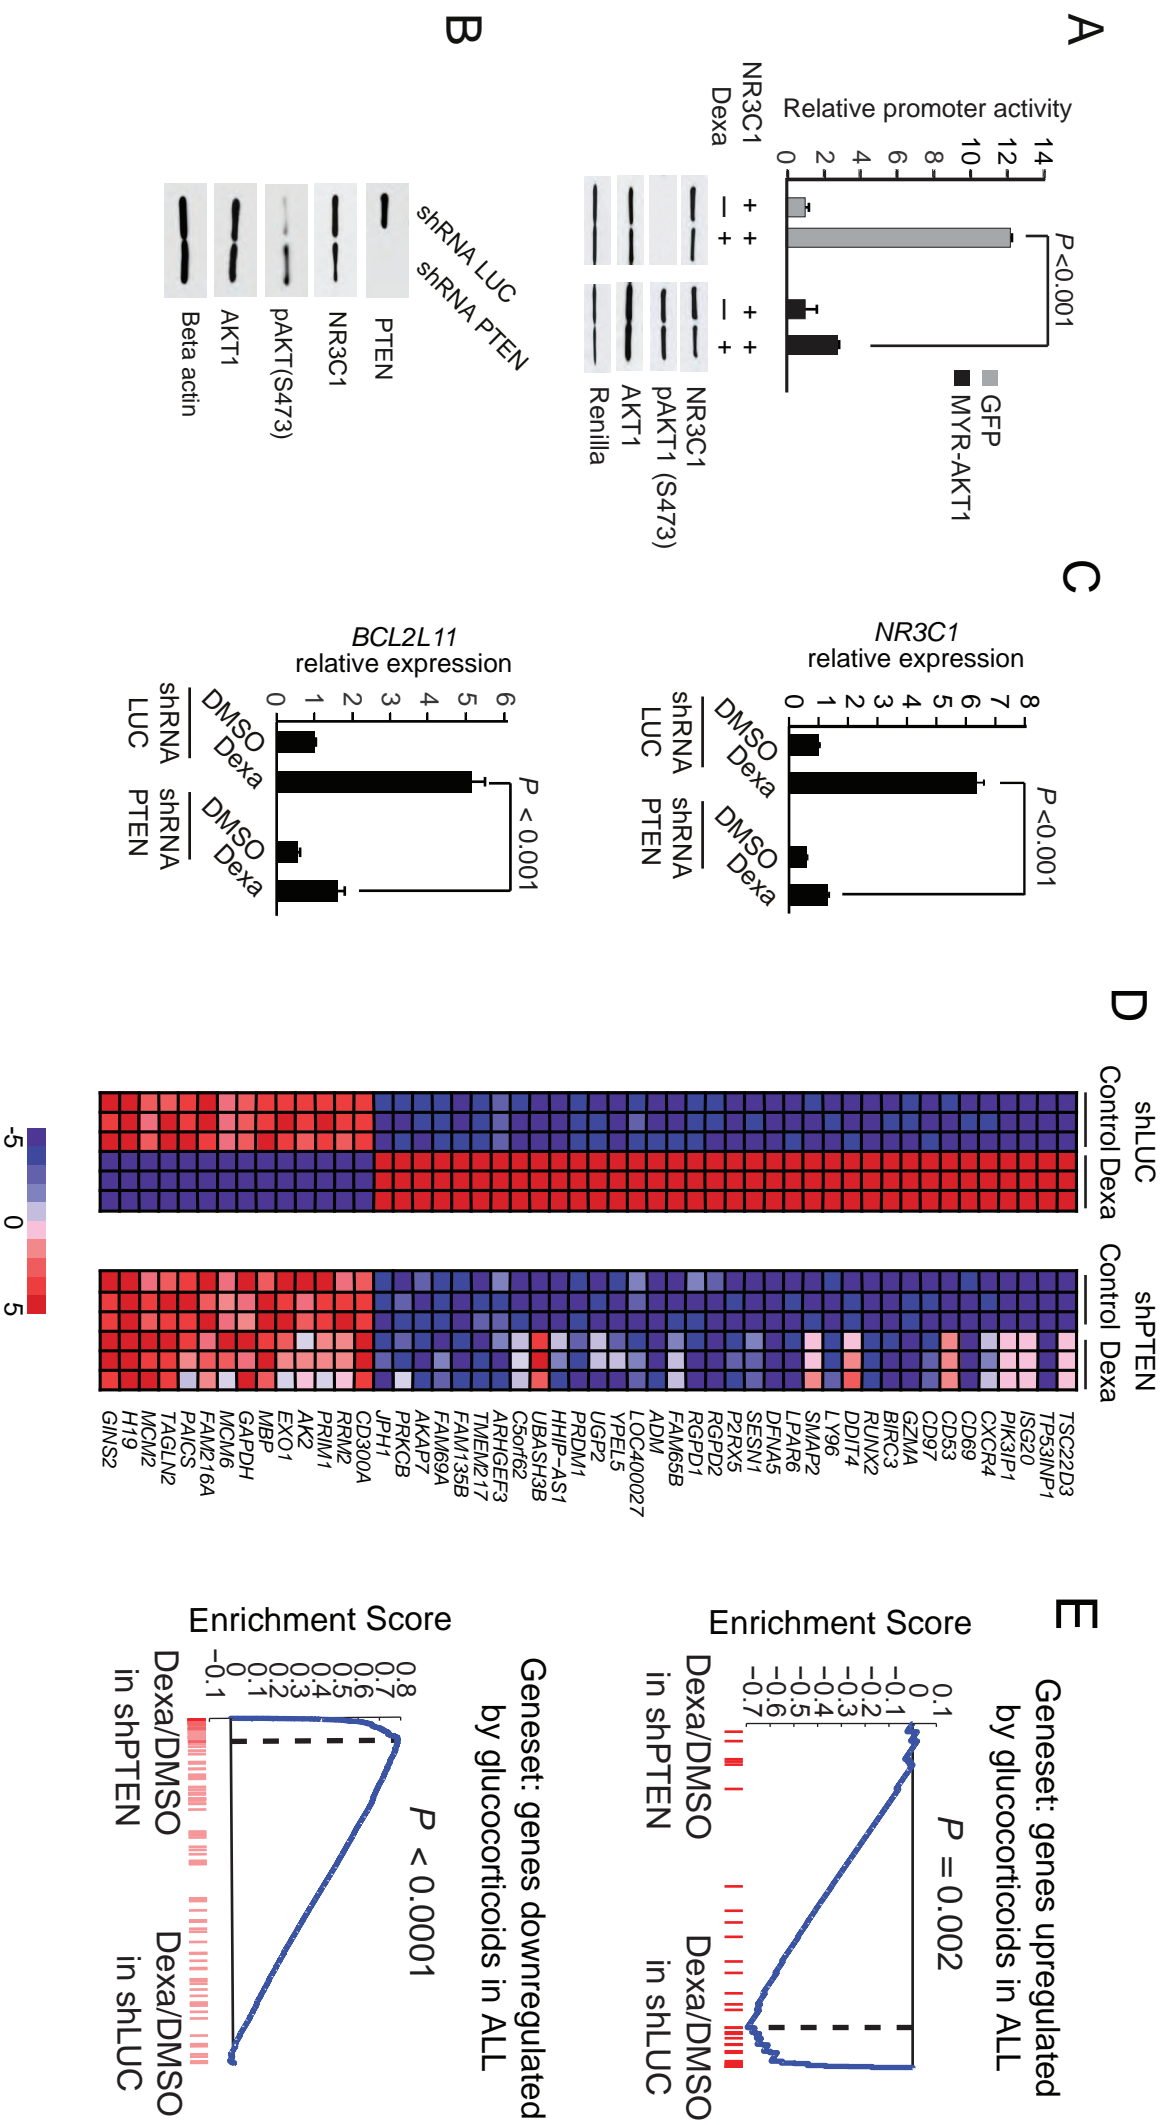 A
Relative promoter activity
0 2 4 6 8 10 12 14
P <0.001
GFP
MYR-AKT1
NR3C1 + + + +
Dexa – + – +
NR3C1
pAKT1 (S473)
AKT1
Renilla
B
shRNA LUC
shRNA PTEN
PTEN
NR3C1
pAKT(S473)
AKT1
Beta actin
C
NR3C1
relative expression
0 1 2 3 4 5 6 7 8
P <0.001
DMSO
Dexa
DMSO
Dexa
shRNA
LUC
shRNA
PTEN
BCL2L11
relative expression
0 1 2 3 4 5 6
P < 0.001
DMSO
Dexa
DMSO
Dexa
shRNA
LUC
shRNA
PTEN
D
shLUC
shPTEN
Control Dexa
Control Dexa
TSC22D3
TP53INP1
ISG20
PIK3IP1
CXCR4
CD69
CD53
CD97
GZMA
BIRC3
RUNX2
DDIT4
LY96
SMAP2
LPAR6
DFNA5
SESN1
P2RX5
RGPD2
RGPD1
FAM65B
ADM
LOC400027
YPEL5
UGP2
PRDM1
HHIP-AS1
UBASH3B
C5orf62
ARHGEF3
TMEM217
FAM135B
FAM69A
AKAP7
PRKCB
JPH1
CD300A
RRM2
PRIM1
AK2
EXO1
MBP
GAPDH
MCM6
FAM216A
PAICS
TAGLN2
MCM2
H19
GINS2
-5 0 5
E
Geneset: genes upregulated
by glucocorticoids in ALL
P =0.002
Enrichment Score
0.1
0
−0.1
−0.2
−0.3
−0.4
−0.5
−0.6
−0.7
Dexa/DMSO
in shPTEN
Dexa/DMSO
in shLUC
Geneset: genes downregulated
by glucocorticoids in ALL
P < 0.0001
Enrichment Score
0.8
0.7
0.6
0.5
0.4
0.3
0.2
0.1
0
−0.1
Dexa/DMSO
in shPTEN
Dexa/DMSO
in shLUC